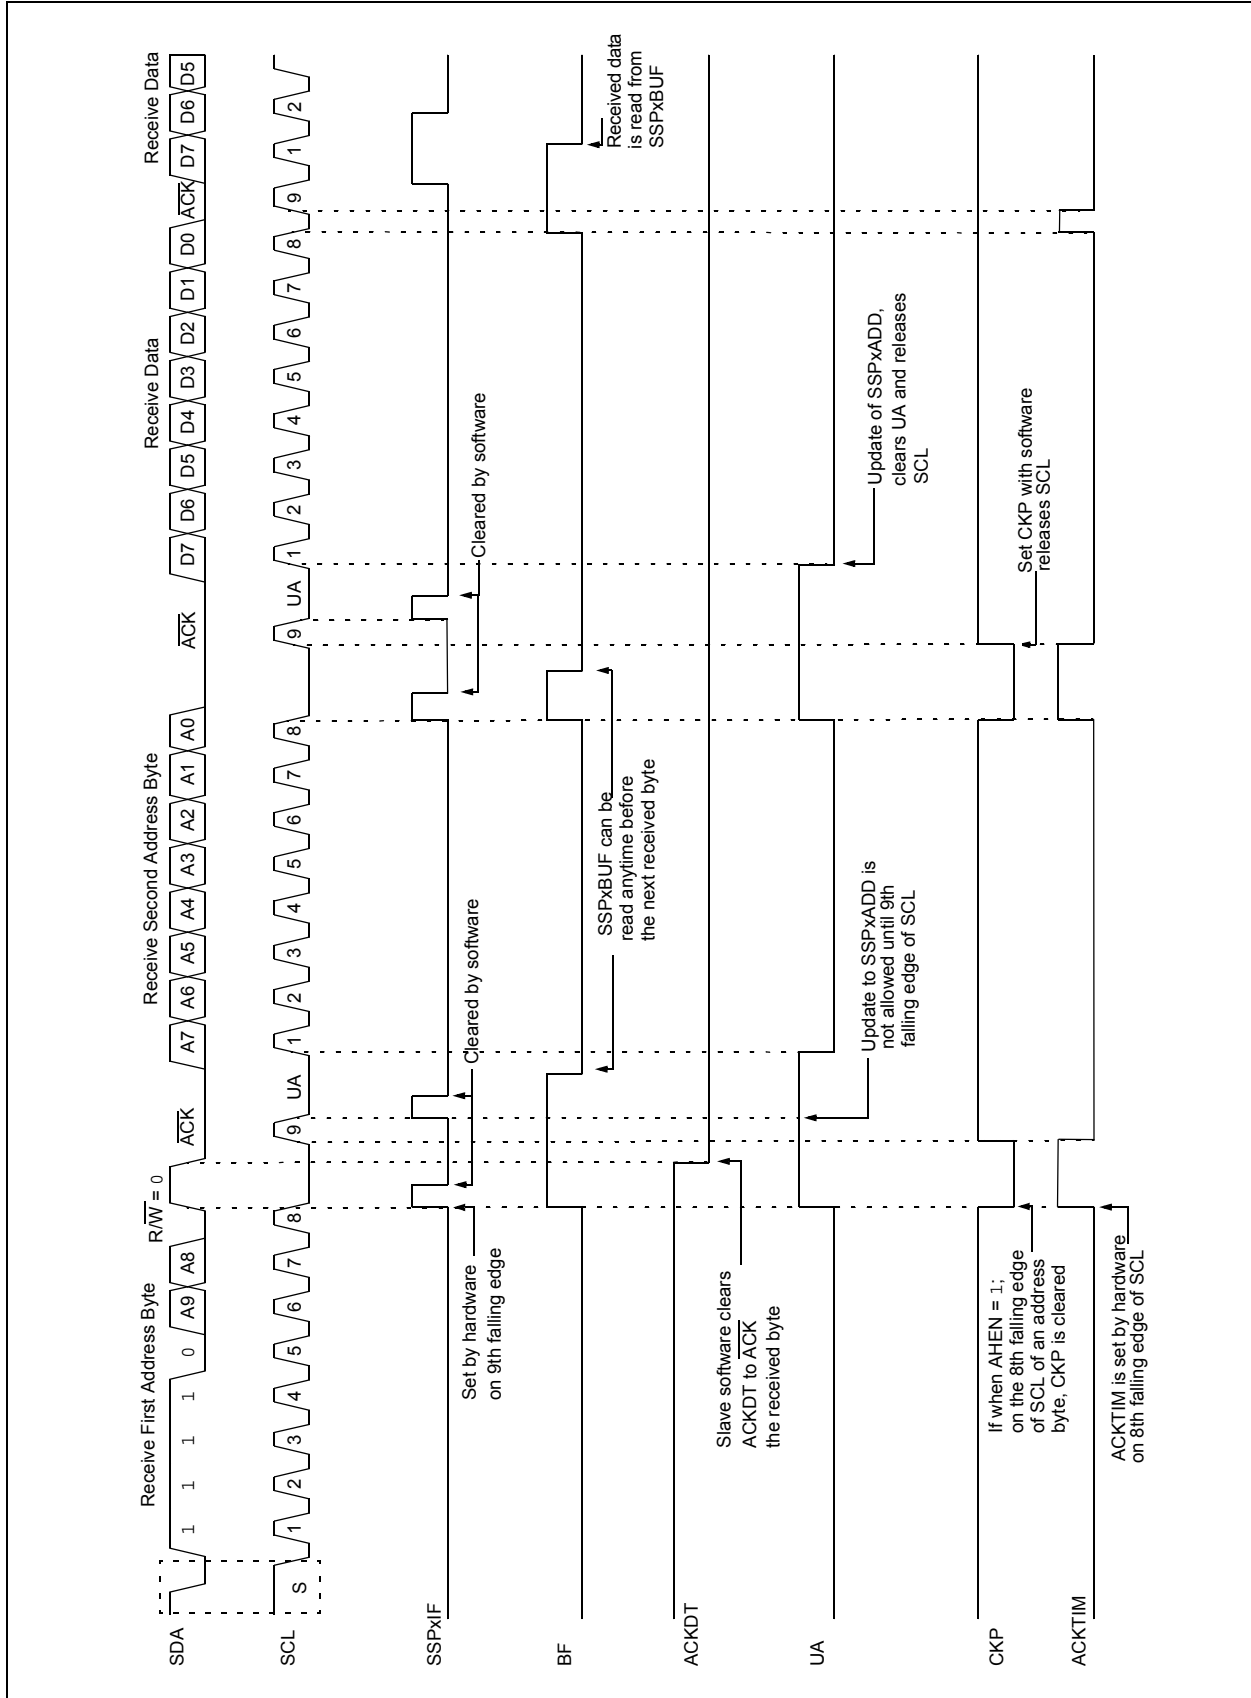 Receive First Address Byte
R/W = 0
Receive Second Address Byte
Receive Data
Receive Data
SDA
1 1 1 1 0 A9 A8
ACK
A7 A6 A5 A4 A3 A2 A1 A0
ACK
D7 D6 D5 D4 D3 D2 D1 D0
ACK
D7 D6 D5
SCL
S
1 2 3 4 5 6 7 8 9 UA 1 2 3 4 5 6 7 8 9 UA 1 2 3 4 5 6 7 8 9 1 2
SSPxIF
Set by hardware
on 9th falling edge
Cleared by software
Cleared by software
BF
SSPxBUF can be
read anytime before
the next received byte
Received data
is read from
SSPxBUF
ACKDT
Slave software clears
ACKDT to ACK
the received byte
UA
Update to SSPxADD is
not allowed until 9th
falling edge of SCL
Update of SSPxADD,
clears UA and releases
SCL
CKP
If when AHEN = 1;
on the 8th falling edge
of SCL of an address
byte, CKP is cleared
Set CKP with software
releases SCL
ACKTIM
ACKTIM is set by hardware
on 8th falling edge of SCL